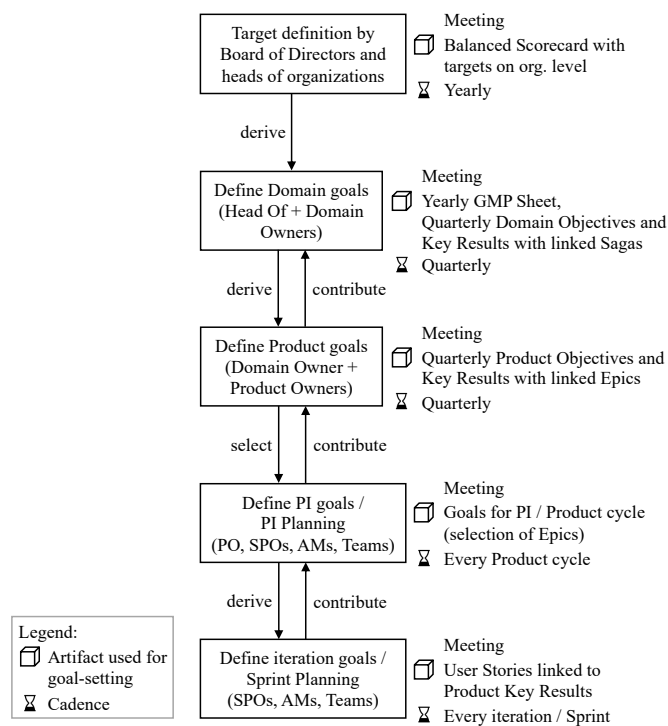 Target definition by
Board of Directors and
heads of organizations
Meeting
Balanced Scorecard with
targets on org. level
Yearly
derive
Define Domain goals
(Head Of + Domain
Owners)
Meeting
Yearly GMP Sheet,
Quarterly Domain Objectives and
Key Results with linked Sagas
Quarterly
derive
contribute
Define Product goals
(Domain Owner +
Product Owners)
Meeting
Quarterly Product Objectives and
Key Results with linked Epics
Quarterly
select
contribute
Define PI goals /
PI Planning
(PO, SPOs, AMs, Teams)
Meeting
Goals for PI / Product cycle
(selection of Epics)
Every Product cycle
derive
contribute
Define iteration goals /
Sprint Planning
(SPOs, AMs, Teams)
Meeting
User Stories linked to
Product Key Results
Every iteration / Sprint
Legend:
Artifact used for
goal-setting
Cadence